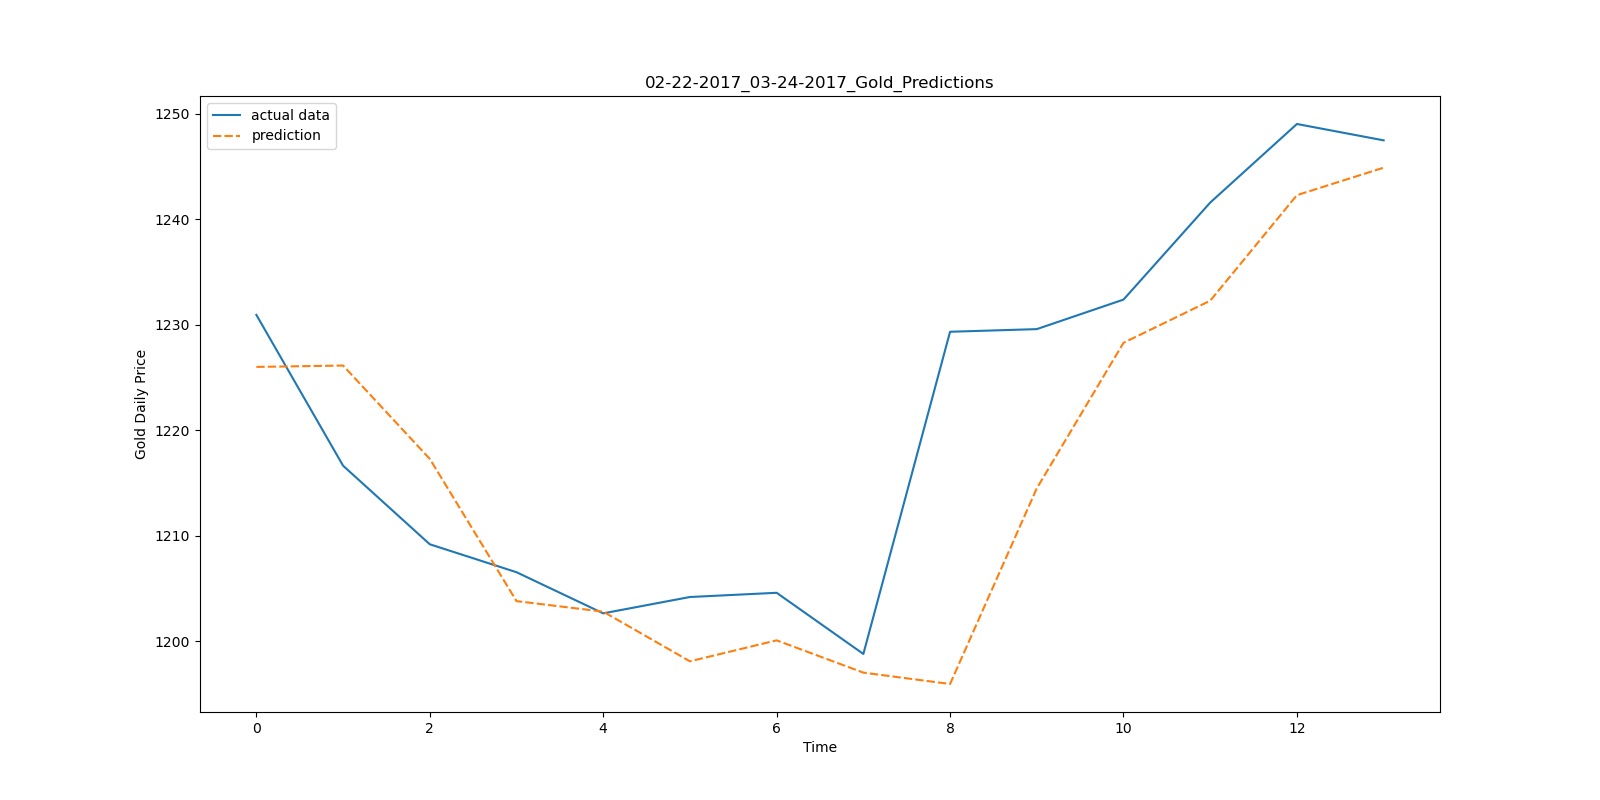 02-22-2017_03-24-2017_Gold_Predictions
actual data
prediction
1250
1240
1230
1220
1210
1200
Gold Daily Price
0 2 4 6 8 10 12
Time